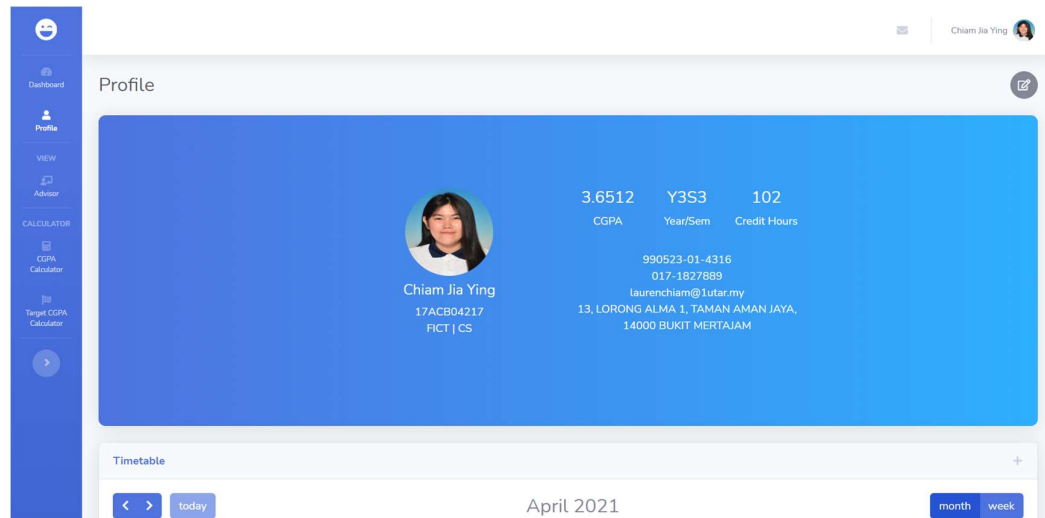 Chiam Jia Ying
Dashboard
Profile
VIEW
Advisor
CALCULATOR
CGPA
Calculator
Target CGPA
Calculator
Profile
3.6512 Y3S3 102
CGPA Year/Sem Credit Hours
990523-01-4316
017-1827889
laurenchiam@1utar.my
13, LORONG ALMA 1, TAMAN AMAN JAYA,
14000 BUKIT MERTAJAM
Chiam Jia Ying
17ACB04217
FICT | CS
Timetable
today
April 2021
month week